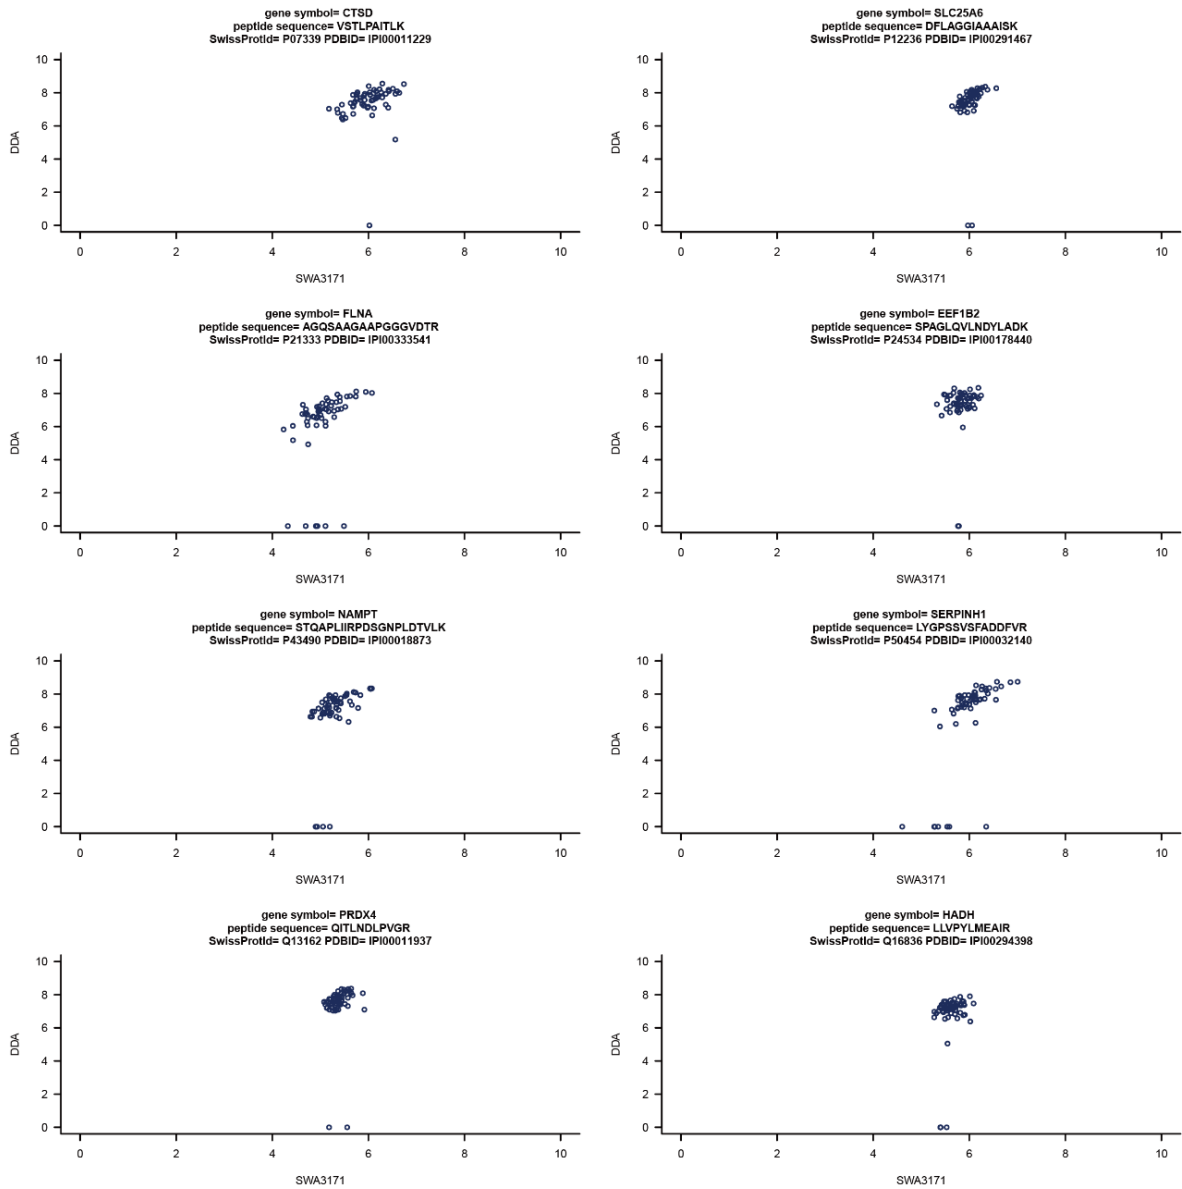 gene symbol= CTSD
peptide sequence= VSTLPAITLK
SwissProtId= P07339 PDBID= IPI00011229
10
8
6
4
2
0
DDA
0 2 4 6 8 10
SWA3171
gene symbol= SLC25A6
peptide sequence= DFLAGGIAAAISK
SwissProtId= P12236 PDBID= IPI00291467
10
8
6
4
2
0
DDA
0 2 4 6 8 10
SWA3171
gene symbol= FLNA
peptide sequence= AGQSAAGAAPGGGVDTR
SwissProtId= P21333 PDBID= IPI00333541
10
8
6
4
2
0
DDA
0 2 4 6 8 10
SWA3171
gene symbol= EEF1B2
peptide sequence= SPAGLQVLNDYLADK
SwissProtId= P24534 PDBID= IPI00178440
10
8
6
4
2
0
DDA
0 2 4 6 8 10
SWA3171
gene symbol= NAMPT
peptide sequence= STQAPLIIRPDSGNPLDTVLK
SwissProtId= P43490 PDBID= IPI00018873
10
8
6
4
2
0
DDA
0 2 4 6 8 10
SWA3171
gene symbol= SERPINH1
peptide sequence= LYGPSSVSFADDFVR
SwissProtId= P50454 PDBID= IPI00032140
10
8
6
4
2
0
DDA
0 2 4 6 8 10
SWA3171
gene symbol= PRDX4
peptide sequence= QITLNDLPVGR
SwissProtId= Q13162 PDBID= IPI00011937
10
8
6
4
2
0
DDA
0 2 4 6 8 10
SWA3171
gene symbol= HADH
peptide sequence= LLVPYLMEAIR
SwissProtId= Q16836 PDBID= IPI00294398
10
8
6
4
2
0
DDA
0 2 4 6 8 10
SWA3171